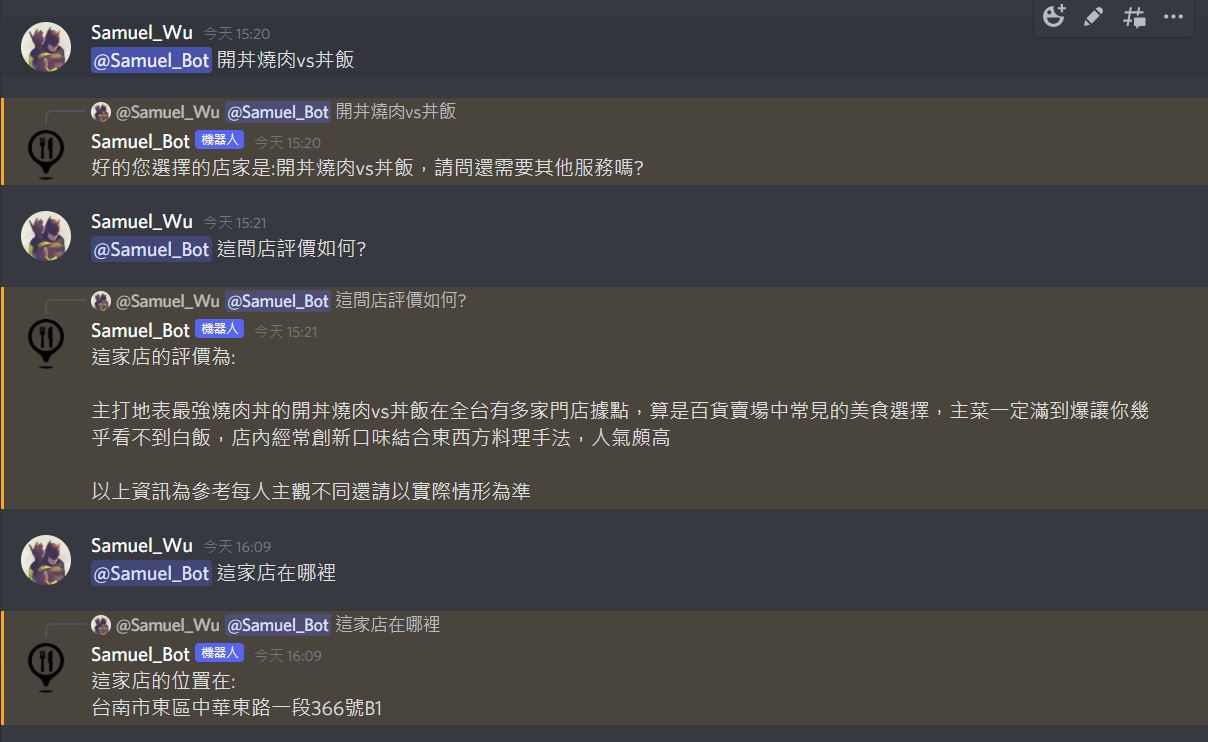 Samuel_Wu 今天 15:20
@Samuel_Bot 開丼燒肉vs丼飯
@Samuel_Wu @Samuel_Bot 開丼燒肉vs丼飯
Samuel_Bot 機器人 今天 15:20
好的您選擇的店家是:開丼燒肉vs丼飯，請問還需要其他服務嗎?
Samuel_Wu 今天 15:21
@Samuel_Bot 這間店評價如何?
@Samuel_Wu @Samuel_Bot 這間店評價如何?
Samuel_Bot 機器人 今天 15:21
這家店的評價為:
主打地表最強燒肉丼的開丼燒肉vs丼飯在全台有多家門店據點，算是百貨賣場中常見的美食選擇，主菜一定滿到爆讓你幾
乎看不到白飯，店內經常創新口味結合東西方料理手法，人氣頗高
以上資訊為參考每人主觀不同還請以實際情形為準
Samuel_Wu 今天 16:09
@Samuel_Bot 這家店在哪裡
@Samuel_Wu @Samuel_Bot 這家店在哪裡
Samuel_Bot 機器人 今天 16:09
這家店的位置在:
台南市東區中華東路一段366號B1